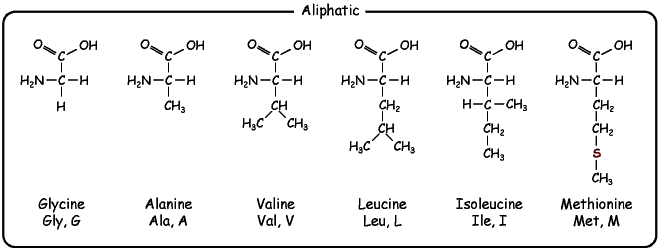 Aliphatic
O OH O OH O OH O OH O OH O OH
C C C C C C
H₂N C H H₂N C H H₂N C H H₂N C H H₂N C H H₂N C H
H CH₃ CH CH₂ H C CH₃ CH₂
H₃C CH₃ CH CH₂ CH₂
H₃C CH₃ CH₃ S
CH₃
Glycine Alanine Valine Leucine Isoleucine Methionine
Gly, G Ala, A Val, V Leu, L Ile, I Met, M